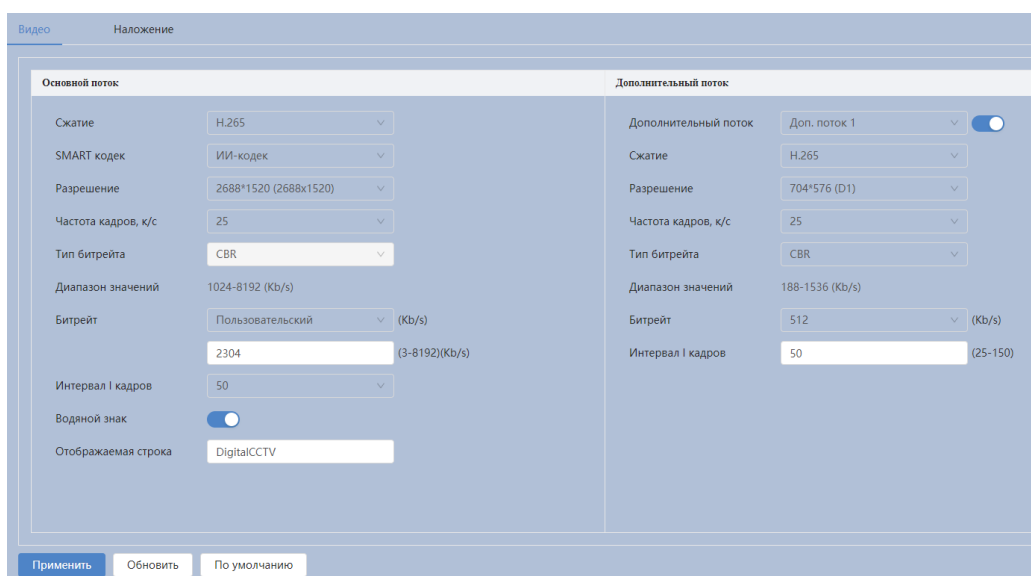 Видео Наложение
Основной поток
Сжатие H.265
SMART кодек ИИ-кодек
Разрешение 2688*1520 (2688x1520)
Частота кадров, к/с 25
Тип битрейта CBR
Диапазон значений 1024-8192 (Kb/s)
Битрейт Пользовательский (Kb/s)
2304 (3-8192)(Kb/s)
Интервал I кадров 50
Водяной знак
Отображаемая строка DigitalCCTV
Дополнительный поток
Дополнительный поток Доп. поток 1
Сжатие H.265
Разрешение 704*576 (D1)
Частота кадров, к/с 25
Тип битрейта CBR
Диапазон значений 188-1536 (Kb/s)
Битрейт 512 (Kb/s)
Интервал I кадров 50 (25-150)
Применить Обновить По умолчанию